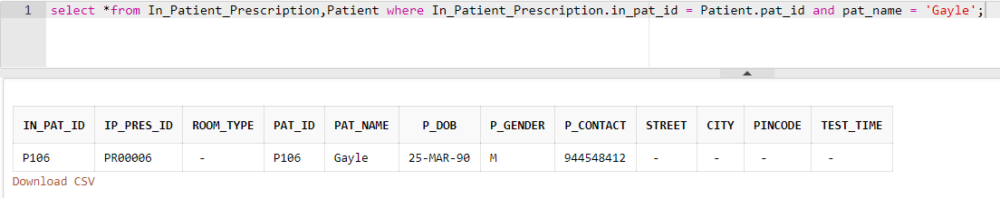 1 select *from In_Patient_Prescription,Patient where In_Patient_Prescription.in_pat_id = Patient.pat_id and pat_name = 'Gayle';
IN_PAT_ID IP_PRES_ID ROOM_TYPE PAT_ID PAT_NAME P_DOB P_GENDER P_CONTACT STREET CITY PINCODE TEST_TIME
P106 PR00006 - P106 Gayle 25-MAR-90 M 944548412 - - - -
Download CSV